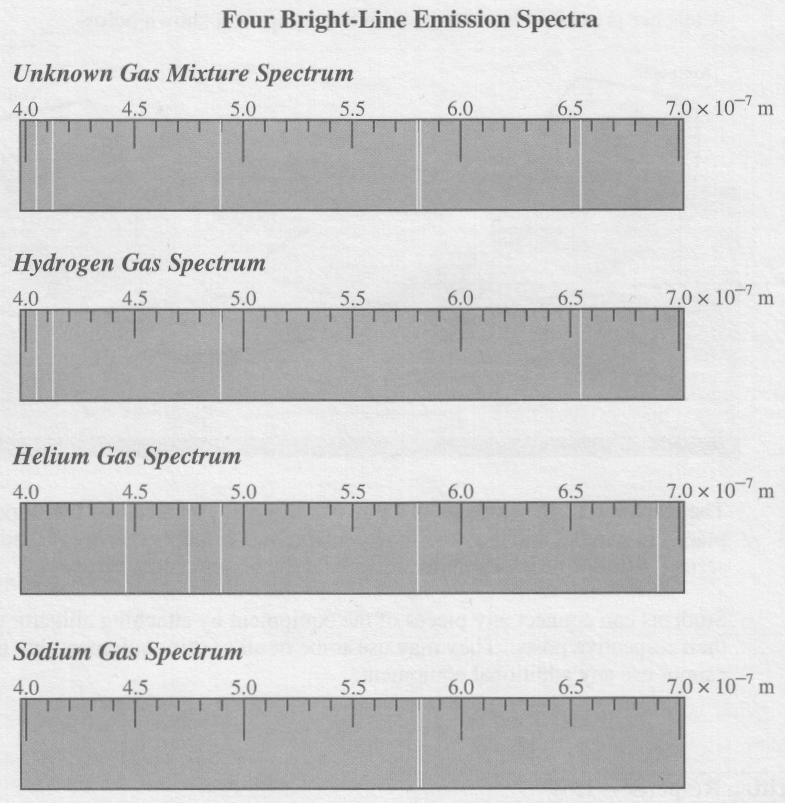 Four Bright-Line Emission Spectra
Unknown Gas Mixture Spectrum
4.0 4.5 5.0 5.5 6.0 6.5 7.0 × 10⁻⁷ m
Hydrogen Gas Spectrum
4.0 4.5 5.0 5.5 6.0 6.5 7.0 × 10⁻⁷ m
Helium Gas Spectrum
4.0 4.5 5.0 5.5 6.0 6.5 7.0 × 10⁻⁷ m
Sodium Gas Spectrum
4.0 4.5 5.0 5.5 6.0 6.5 7.0 × 10⁻⁷ m